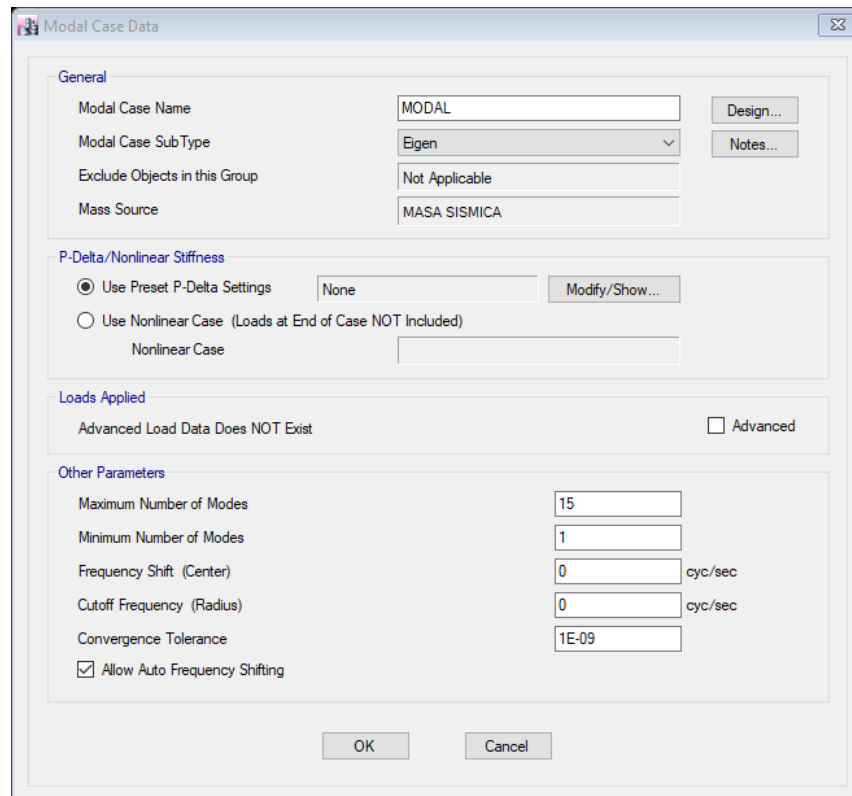 Modal Case Data
General
Modal Case Name MODAL Design...
Modal Case SubType Eigen Notes...
Exclude Objects in this Group Not Applicable
Mass Source MASA SISMICA
P-Delta/Nonlinear Stiffness
Use Preset P-Delta Settings None Modify/Show...
Use Nonlinear Case (Loads at End of Case NOT Included)
Nonlinear Case
Loads Applied
Advanced Load Data Does NOT Exist Advanced
Other Parameters
Maximum Number of Modes 15
Minimum Number of Modes 1
Frequency Shift (Center) 0 cyc/sec
Cutoff Frequency (Radius) 0 cyc/sec
Convergence Tolerance 1E-09
Allow Auto Frequency Shifting
OK Cancel